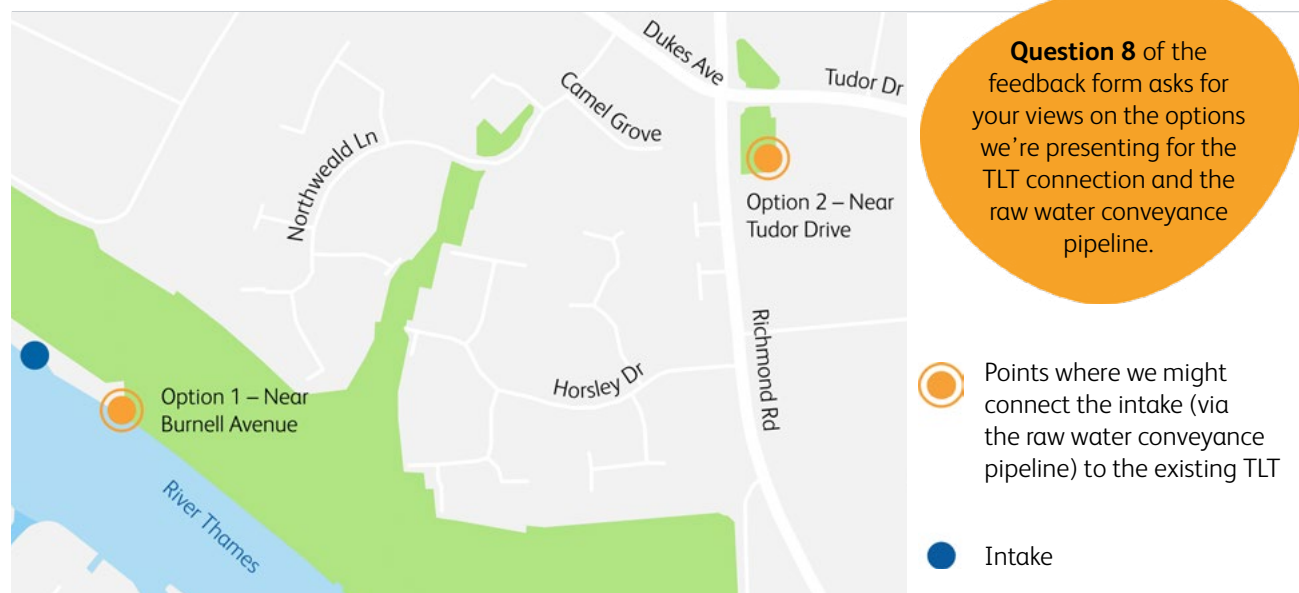 Dukes Ave
Tudor Dr
Camel Grove
Northweald Ln
Option 2 – Near
Tudor Drive
Richmond Rd
Horsley Dr
Option 1 – Near
Burnell Avenue
River Thames
Question 8 of the
feedback form asks for
your views on the options
we’re presenting for the
TLT connection and the
raw water conveyance
pipeline.
Points where we might
connect the intake (via
the raw water conveyance
pipeline) to the existing TLT
Intake